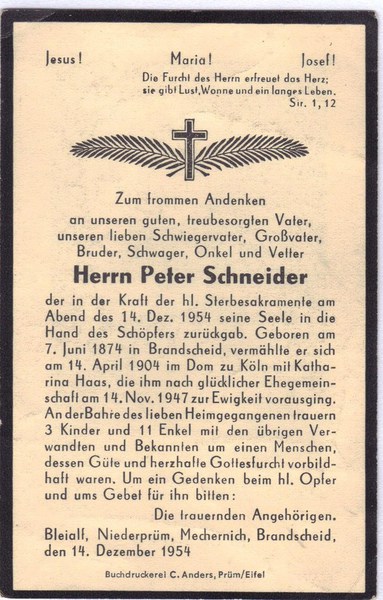 Jesus! Maria! Josef!
Die Furcht des Herrn erfreuet das Herz;
sie gibt Lust, Wonne und ein langes Leben.
Sir. 1, 12
Zum frommen Andenken
an unseren guten, treubesorgten Vater,
unseren lieben Schwiegervater, Großvater,
Bruder, Schwager, Onkel und Vetter
Herrn Peter Schneider
der in der Kraft der hl. Sterbesakramente am
Abend des 14. Dez. 1954 seine Seele in die
Hand des Schöpfers zurückgab. Geboren am
7. Juni 1874 in Brandscheid, vermählte er sich
am 14. April 1904 im Dom zu Köln mit Katha-
rina Haas, die ihm nach glücklicher Ehegemein-
schaft am 14. Nov. 1947 zur Ewigkeit vorausging.
An der Bahre des lieben Heimgegangenen trauern
3 Kinder und 11 Enkel mit den übrigen Ver-
wandten und Bekannten um einen Menschen,
dessen Güte und herzhafte Gottesfurcht vorbild-
haft waren. Um ein Gedenken beim hl. Opfer
und ums Gebet für ihn bitten:
Die trauernden Angehörigen.
Bleialf, Niederprüm, Mechernich, Brandscheid,
den 14. Dezember 1954
Buchdruckerei C. Anders, Prüm/Eifel